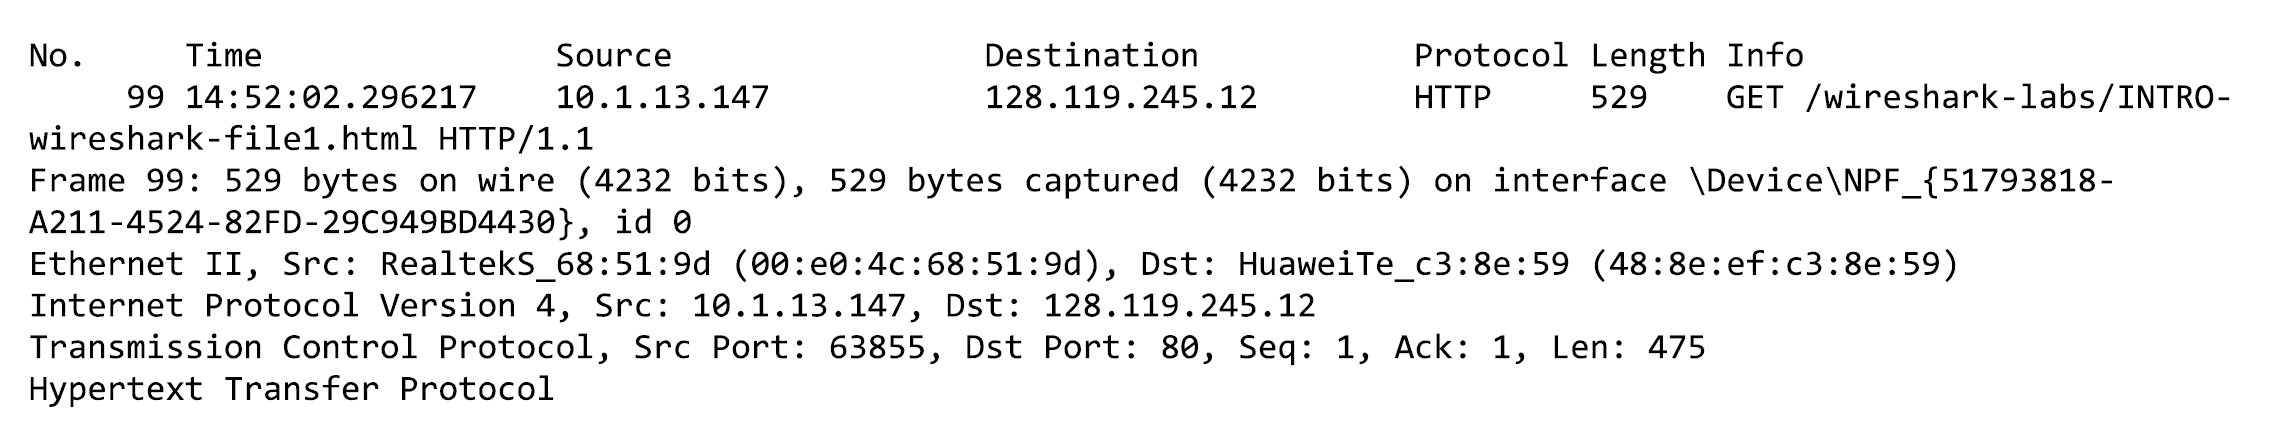 No.     Time               Source                Destination           Protocol Length Info
     99 14:52:02.296217    10.1.13.147           128.119.245.12        HTTP     529    GET /wireshark-labs/INTRO-
wireshark-file1.html HTTP/1.1
Frame 99: 529 bytes on wire (4232 bits), 529 bytes captured (4232 bits) on interface \Device\NPF_{51793818-
A211-4524-82FD-29C949BD4430}, id 0
Ethernet II, Src: RealtekS_68:51:9d (00:e0:4c:68:51:9d), Dst: HuaweiTe_c3:8e:59 (48:8e:ef:c3:8e:59)
Internet Protocol Version 4, Src: 10.1.13.147, Dst: 128.119.245.12
Transmission Control Protocol, Src Port: 63855, Dst Port: 80, Seq: 1, Ack: 1, Len: 475
Hypertext Transfer Protocol